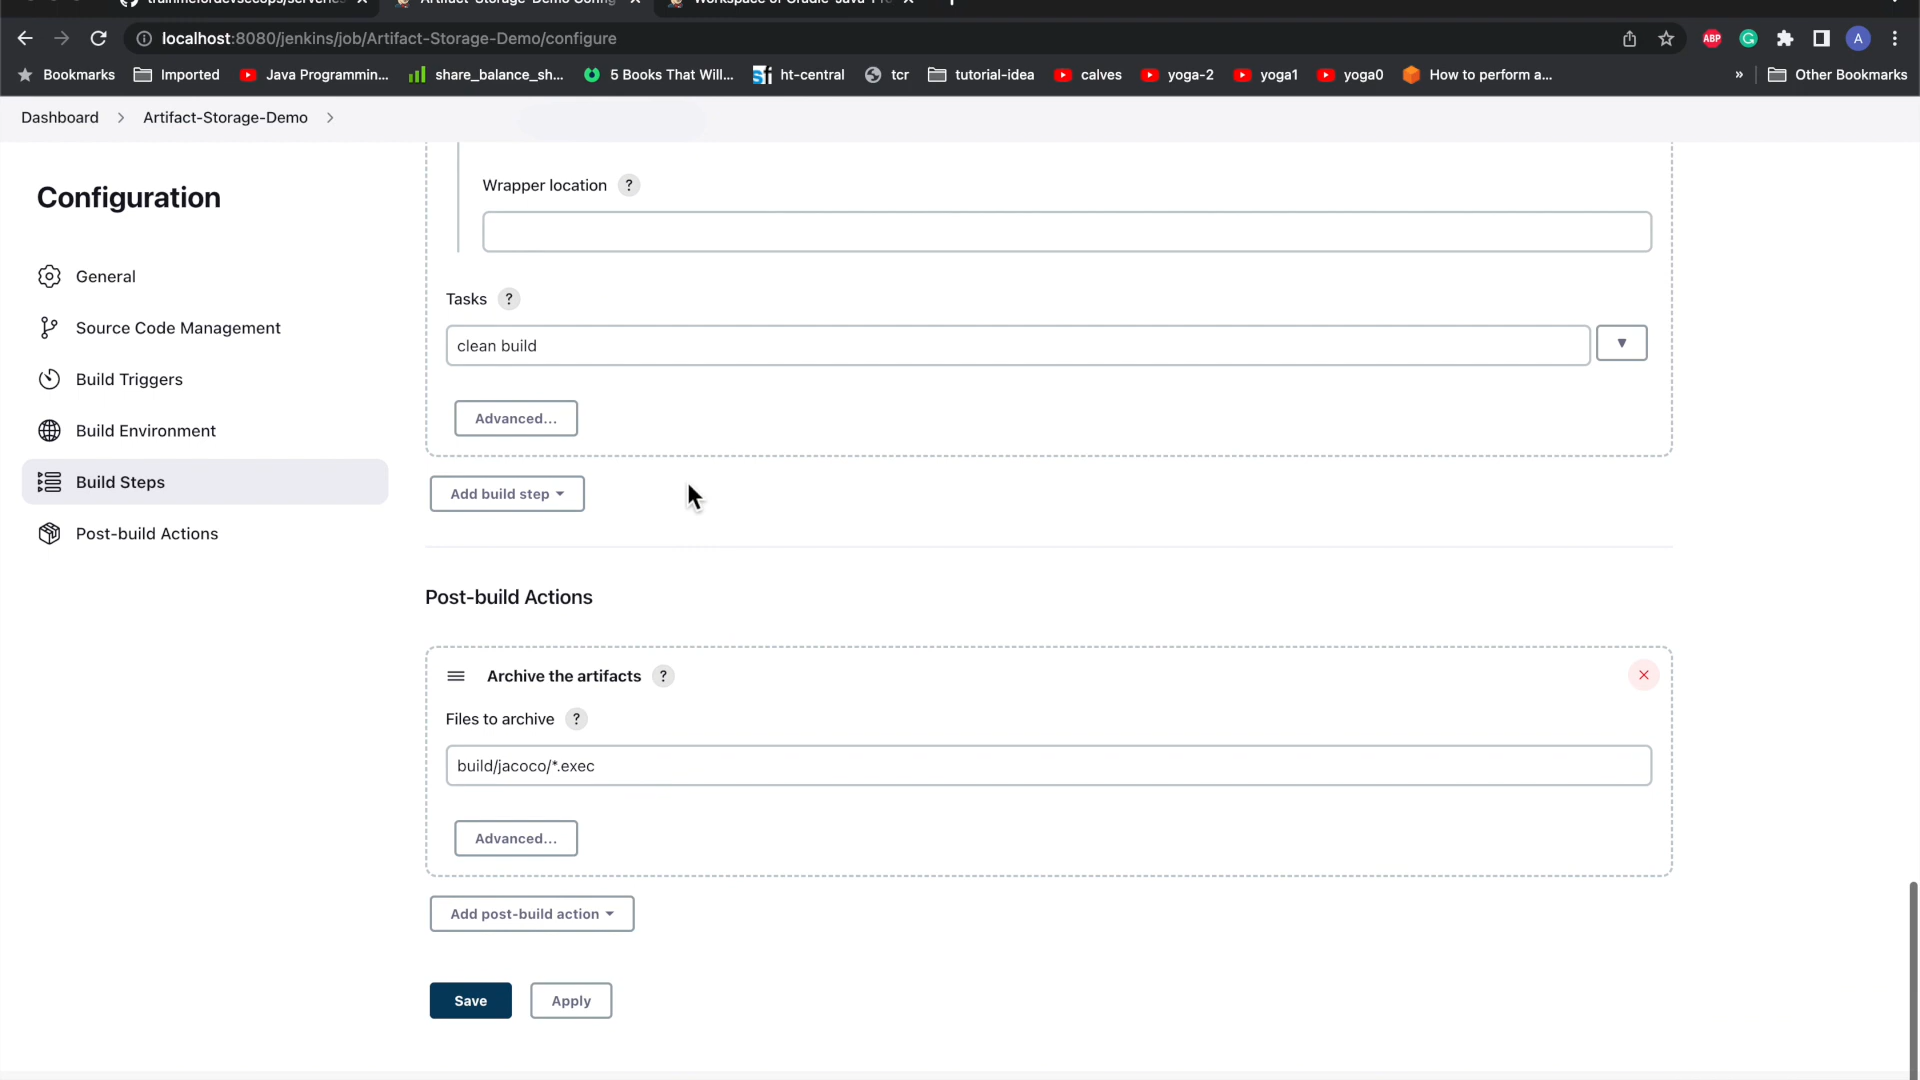 localhost:8080/jenkins/job/Artifact-Storage-Demo/configure
ABP
A
Bookmarks
Imported
Java Programmin...
share_balance_sh...
5 Books That Will...
ht-central
tcr
tutorial-idea
calves
yoga-2
yoga1
yoga0
How to perform a...
»
Other Bookmarks
Dashboard
Artifact-Storage-Demo
Configuration
General
Source Code Management
Build Triggers
Build Environment
Build Steps
Post-build Actions
Wrapper location ?
Tasks ?
clean build
Advanced...
Add build step
Post-build Actions
Archive the artifacts ?
Files to archive ?
build/jacoco/*.exec
Advanced...
Add post-build action
Save
Apply